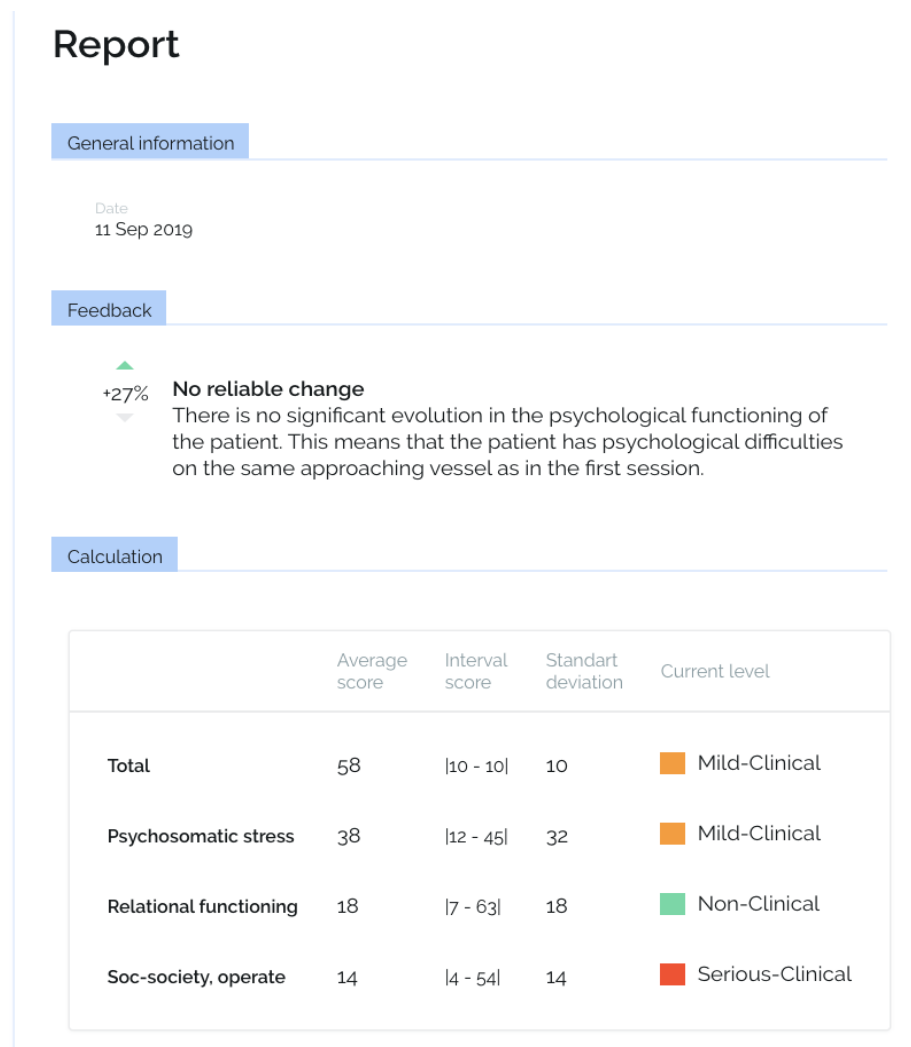 Report
General information
Date
11 Sep 2019
Feedback
+27%
No reliable change
There is no significant evolution in the psychological functioning of
the patient. This means that the patient has psychological difficulties
on the same approaching vessel as in the first session.
Calculation
Average score Interval score Standart deviation Current level
Total 58 |10 - 10| 10 Mild-Clinical
Psychosomatic stress 38 |12 - 45| 32 Mild-Clinical
Relational functioning 18 |7 - 63| 18 Non-Clinical
Soc-society, operate 14 |4 - 54| 14 Serious-Clinical